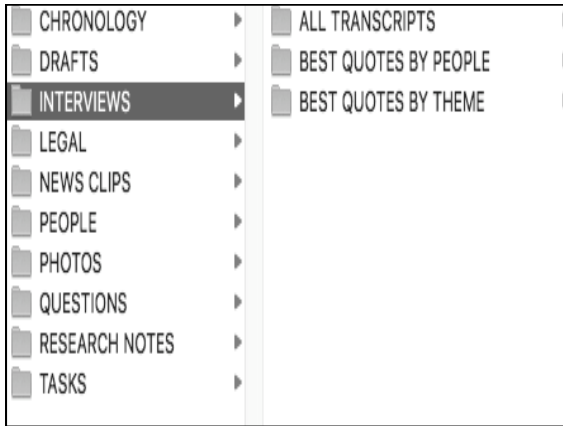 CHRONOLOGY
DRAFTS
INTERVIEWS
LEGAL
NEWS CLIPS
PEOPLE
PHOTOS
QUESTIONS
RESEARCH NOTES
TASKS
ALL TRANSCRIPTS
BEST QUOTES BY PEOPLE
BEST QUOTES BY THEME